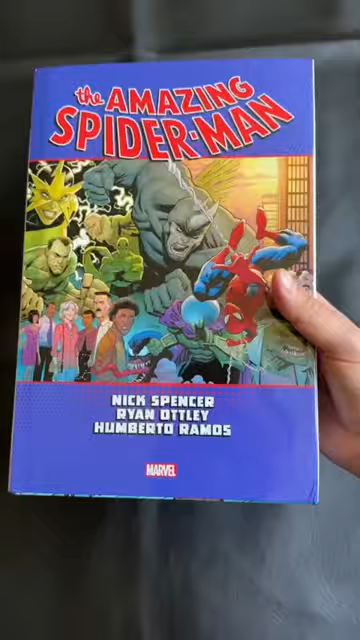 the AMAZING
SPIDER-MAN
NICK SPENCER
RYAN OTTLEY
HUMBERTO RAMOS
MARVEL